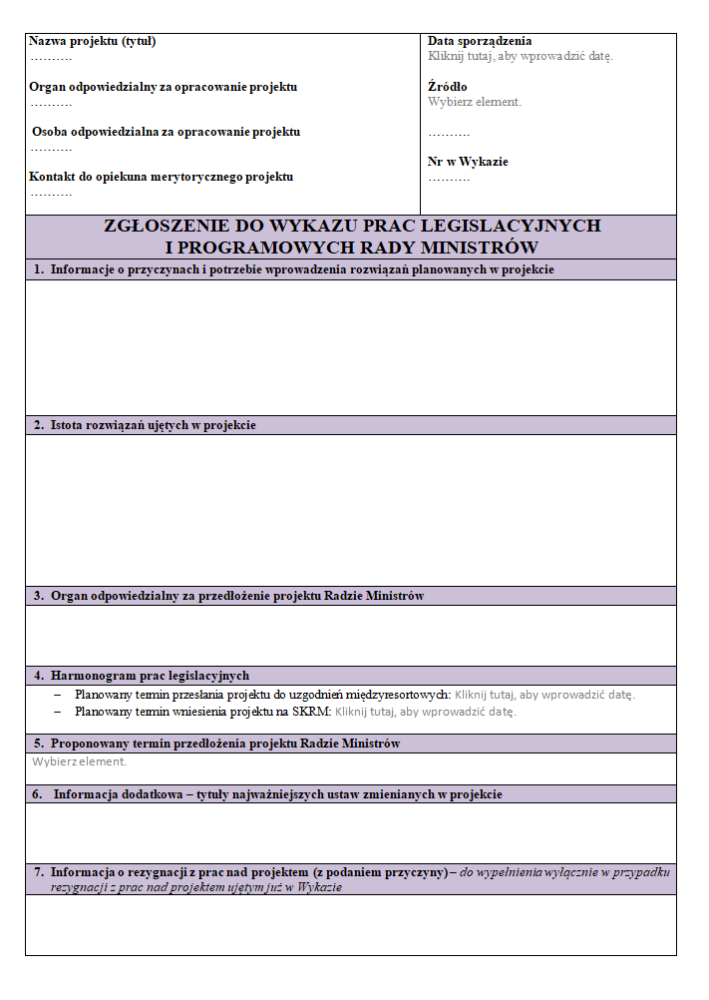 Nazwa projektu (tytuł)
……….
Organ odpowiedzialny za opracowanie projektu
……….
Osoba odpowiedzialna za opracowanie projektu
……….
Kontakt do opiekuna merytorycznego projektu
……….
Data sporządzenia
Kliknij tutaj, aby wprowadzić datę.
Źródło
Wybierz element.
……….
Nr w Wykazie
……….
ZGŁOSZENIE DO WYKAZU PRAC LEGISLACYJNYCH
I PROGRAMOWYCH RADY MINISTRÓW
1. Informacje o przyczynach i potrzebie wprowadzenia rozwiązań planowanych w projekcie
2. Istota rozwiązań ujętych w projekcie
3. Organ odpowiedzialny za przedłożenie projektu Radzie Ministrów
4. Harmonogram prac legislacyjnych
– Planowany termin przesłania projektu do uzgodnień międzyresortowych: Kliknij tutaj, aby wprowadzić datę.
– Planowany termin wniesienia projektu na SKRM: Kliknij tutaj, aby wprowadzić datę.
5. Proponowany termin przedłożenia projektu Radzie Ministrów
Wybierz element.
6. Informacja dodatkowa – tytuły najważniejszych ustaw zmienianych w projekcie
7. Informacja o rezygnacji z prac nad projektem (z podaniem przyczyny) – do wypełnienia wyłącznie w przypadku
rezygnacji z prac nad projektem ujętym już w Wykazie